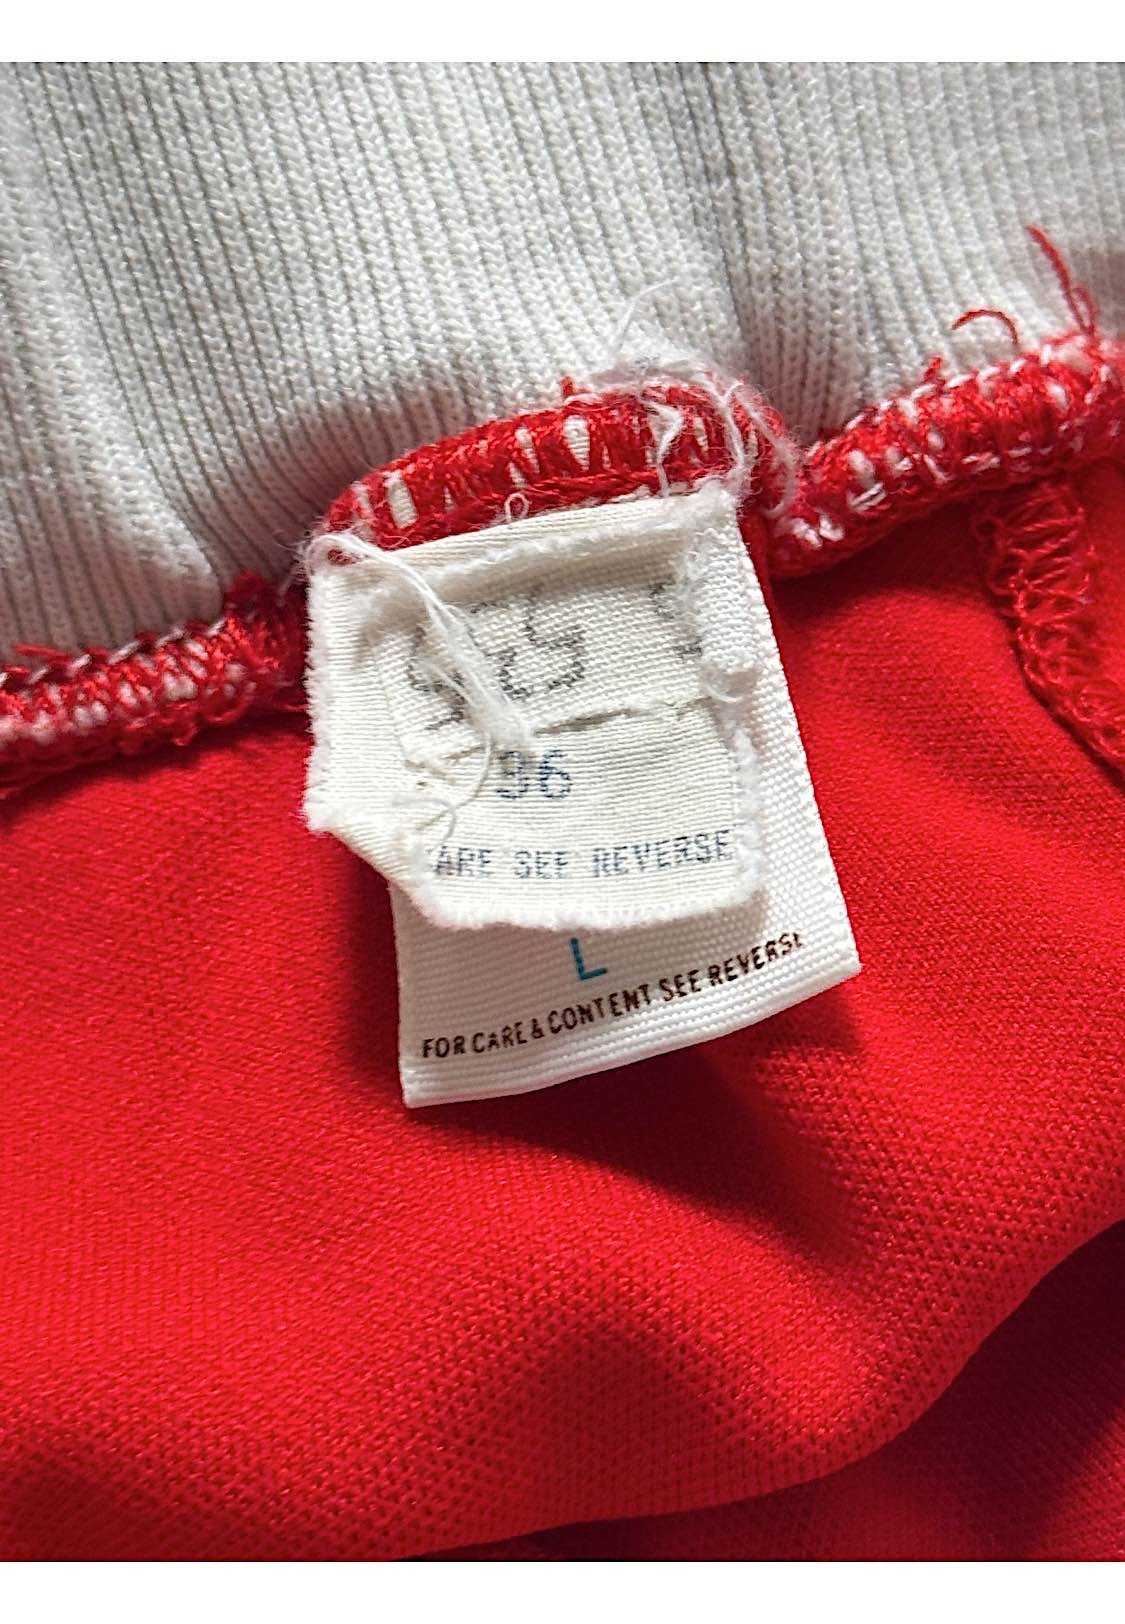 36
ARE SEE REVERSE
L
FOR CARE & CONTENT SEE REVERSE